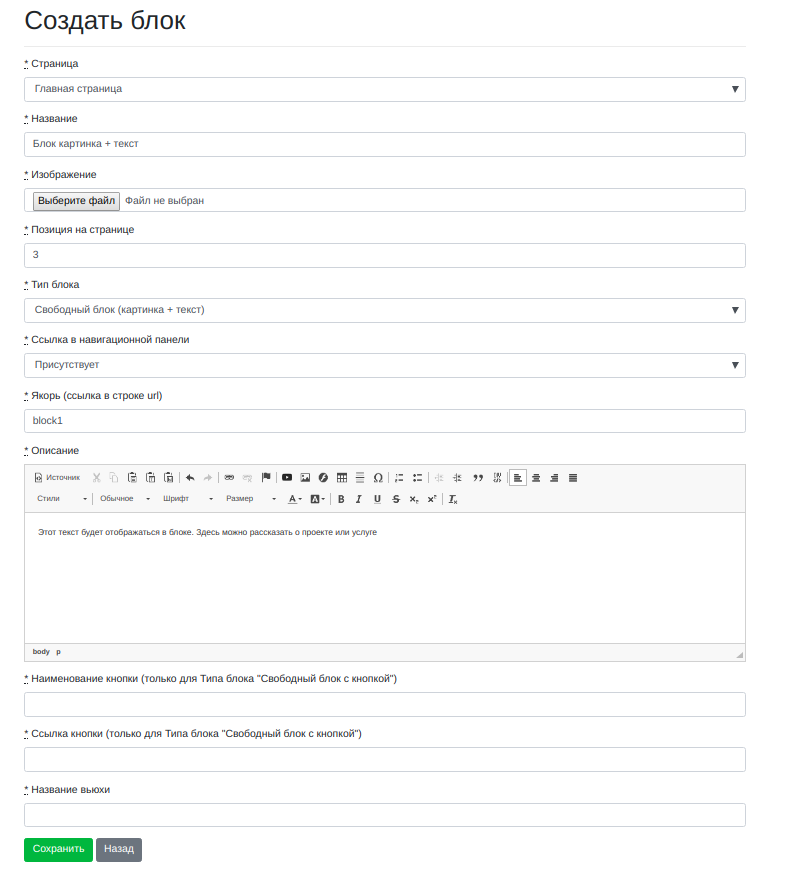 Создать блок
* Страница
Главная страница
* Название
Блок картинка + текст
* Изображение
Выберите файл Файл не выбран
* Позиция на странице
3
* Тип блока
Свободный блок (картинка + текст)
* Ссылка в навигационной панели
Присутствует
* Якорь (ссылка в строке url)
block1
* Описание
Источник
Стили Обычное Шрифт Размер
Этот текст будет отображаться в блоке. Здесь можно рассказать о проекте или услуге
body p
* Наименование кнопки (только для Типа блока "Свободный блок с кнопкой")
* Ссылка кнопки (только для Типа блока "Свободный блок с кнопкой")
* Название вьюхи
Сохранить Назад